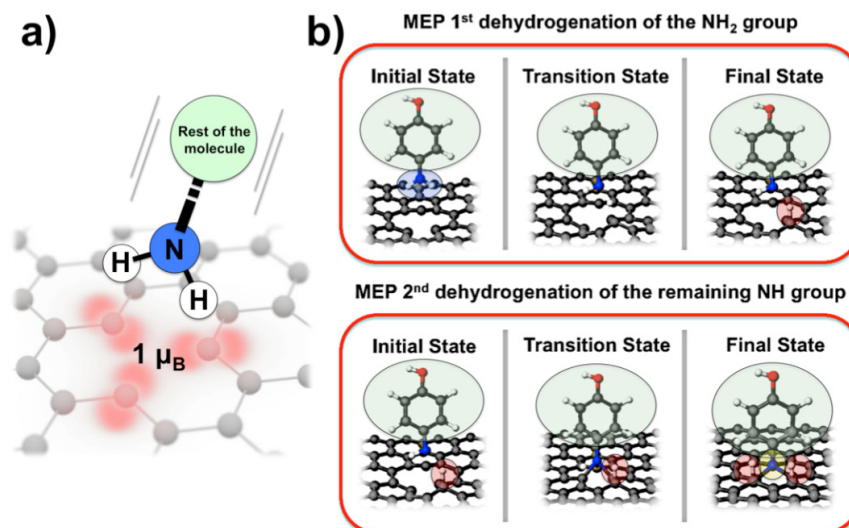 a)
Rest of the
molecule
N
H
H
1 μB
b)
MEP 1st dehydrogenation of the NH2 group
Initial State
Transition State
Final State
MEP 2nd dehydrogenation of the remaining NH group
Initial State
Transition State
Final State